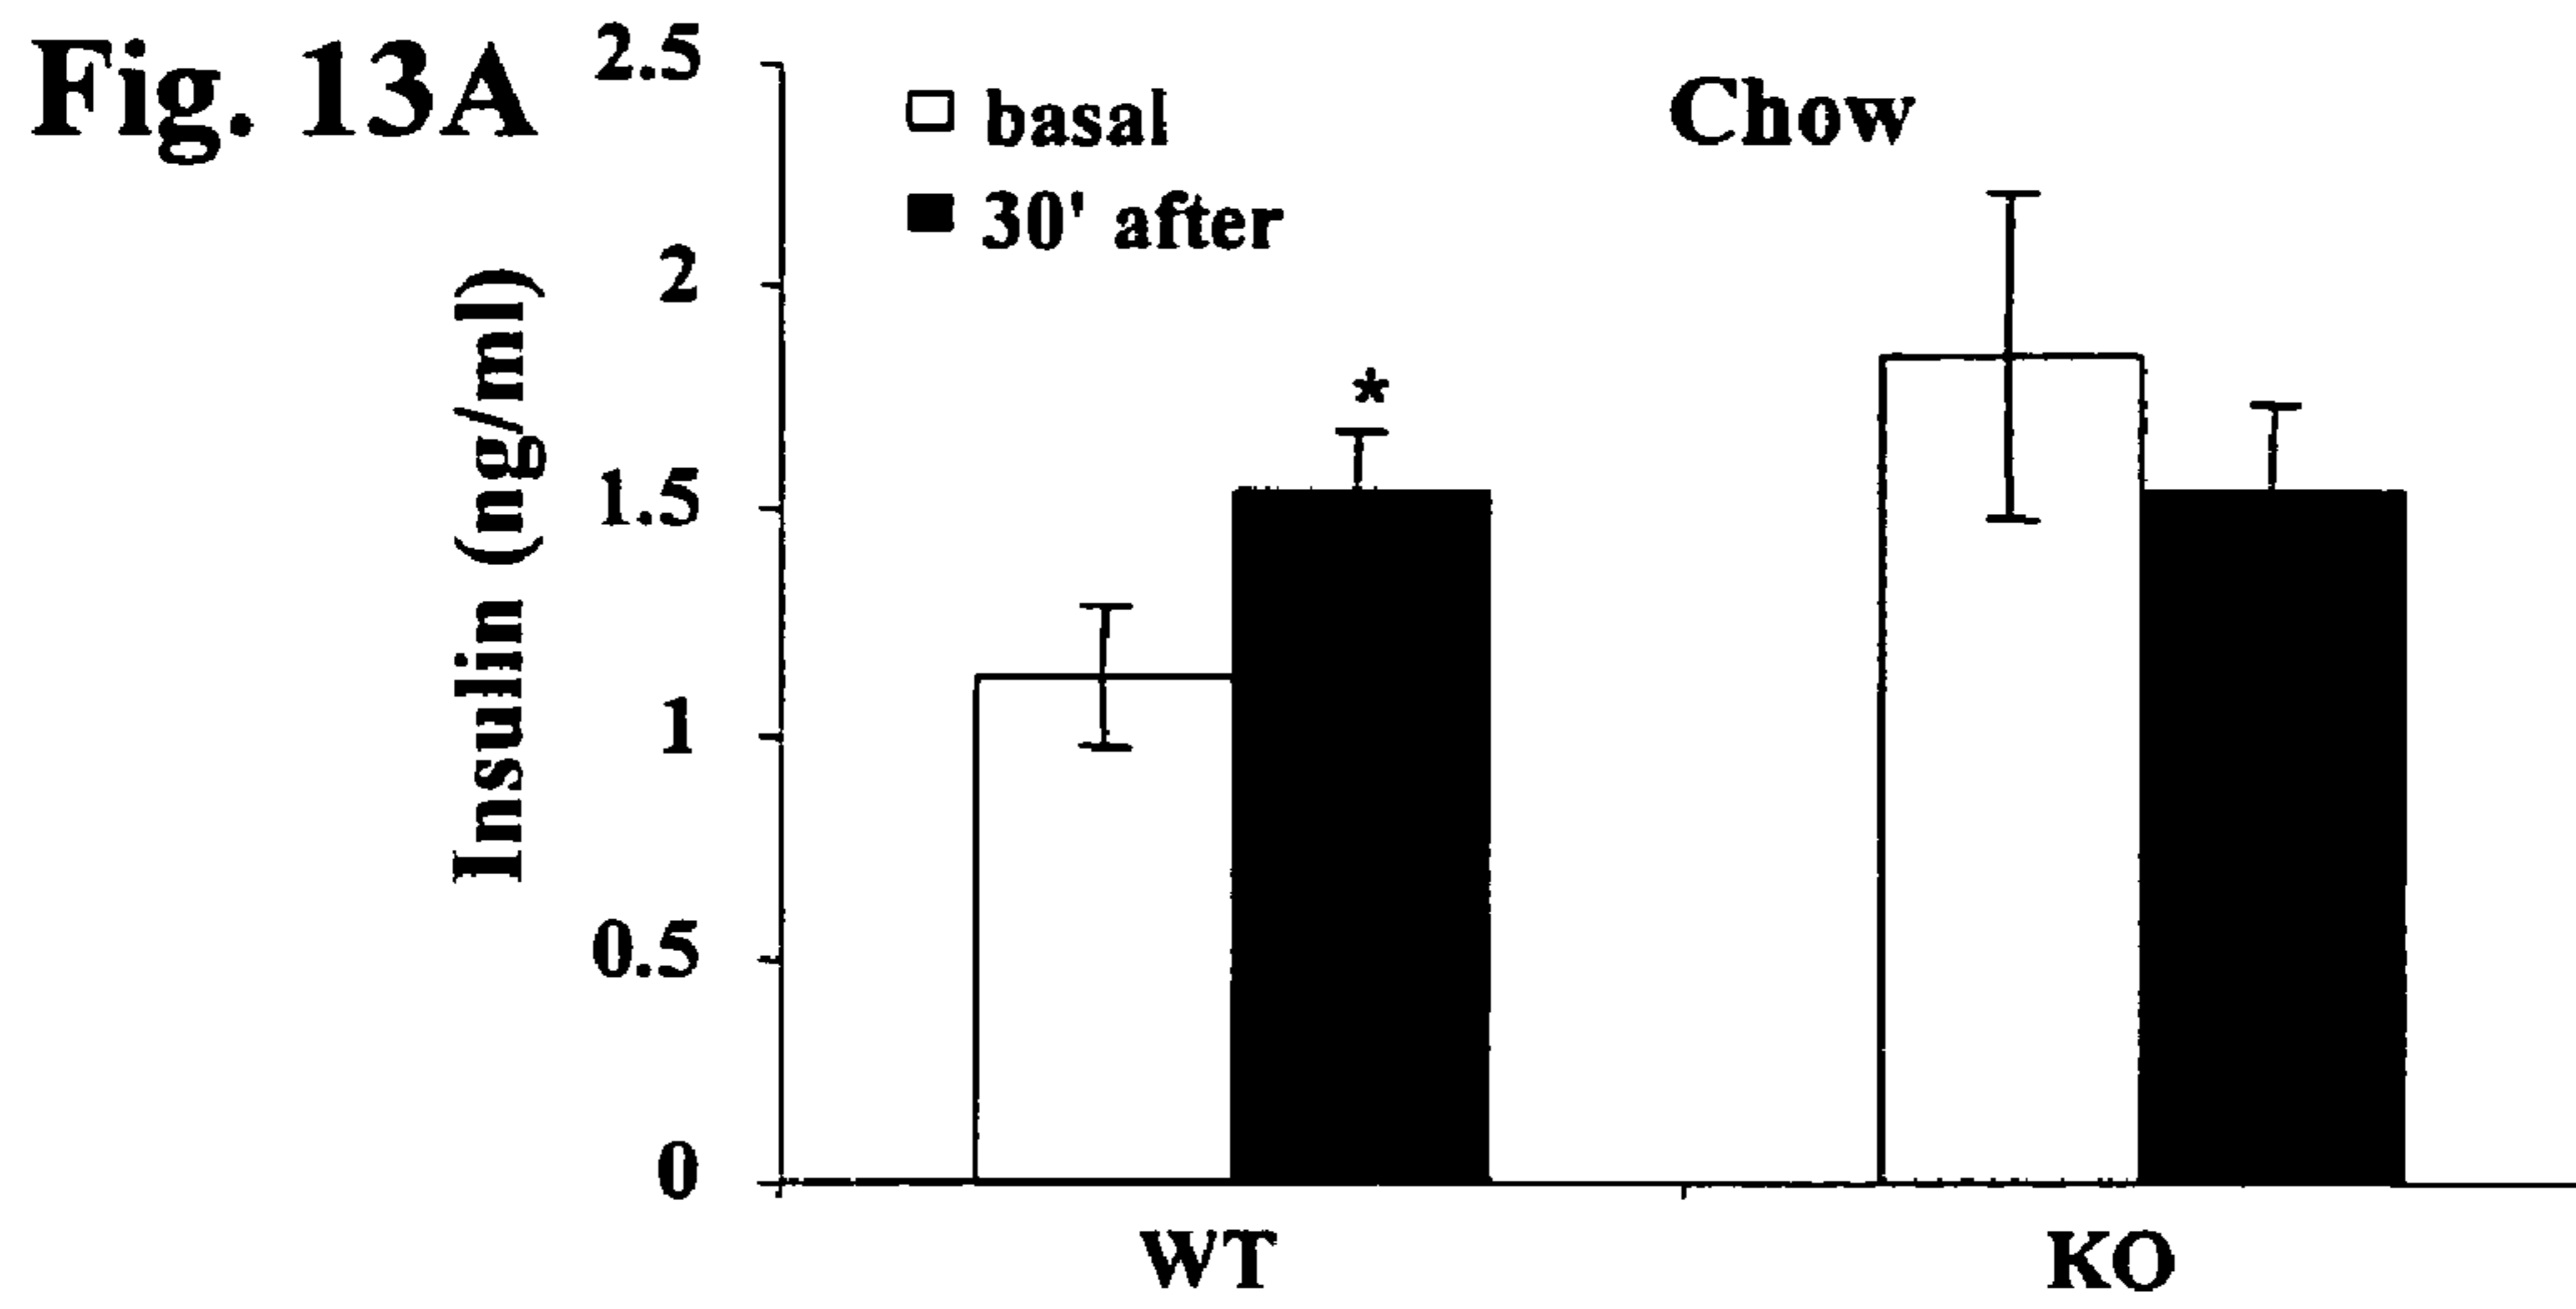 Fig. 13A
Chow
basal
30' after
*
Insulin (ng/ml)
2.5
2
1.5
1
0.5
0
WT
KO